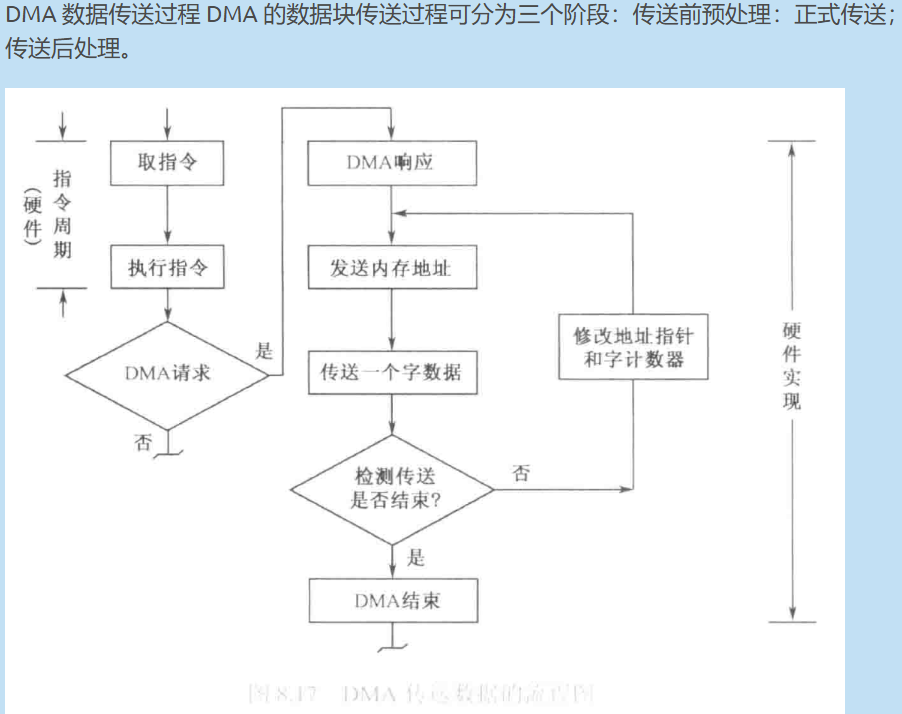 DMA 数据传送过程 DMA 的数据块传送过程可分为三个阶段：传送前预处理：正式传送；
传送后处理。
取指令
DMA响应
指令周期
（硬件）
执行指令
发送内存地址
修改地址指针
和字计数器
硬件实现
是
DMA请求
传送一个字数据
否
检测传送
是否结束?
否
是
DMA结束
图 8.17 DMA 传送数据的流程图